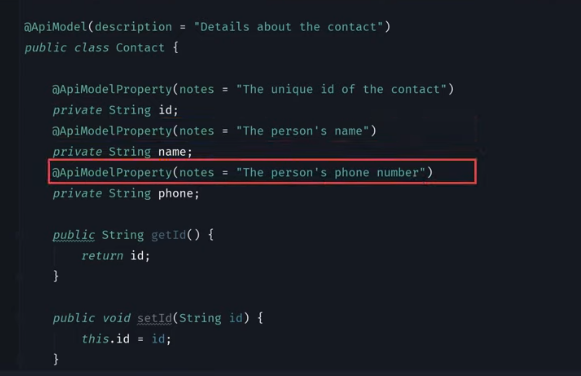 @ApiModel(description = "Details about the contact")
public class Contact {
@ApiModelProperty(notes = "The unique id of the contact")
private String id;
@ApiModelProperty(notes = "The person's name")
private String name;
@ApiModelProperty(notes = "The person's phone number")
private String phone;
public String getId() {
return id;
}
public void setId(String id) {
this.id = id;
}